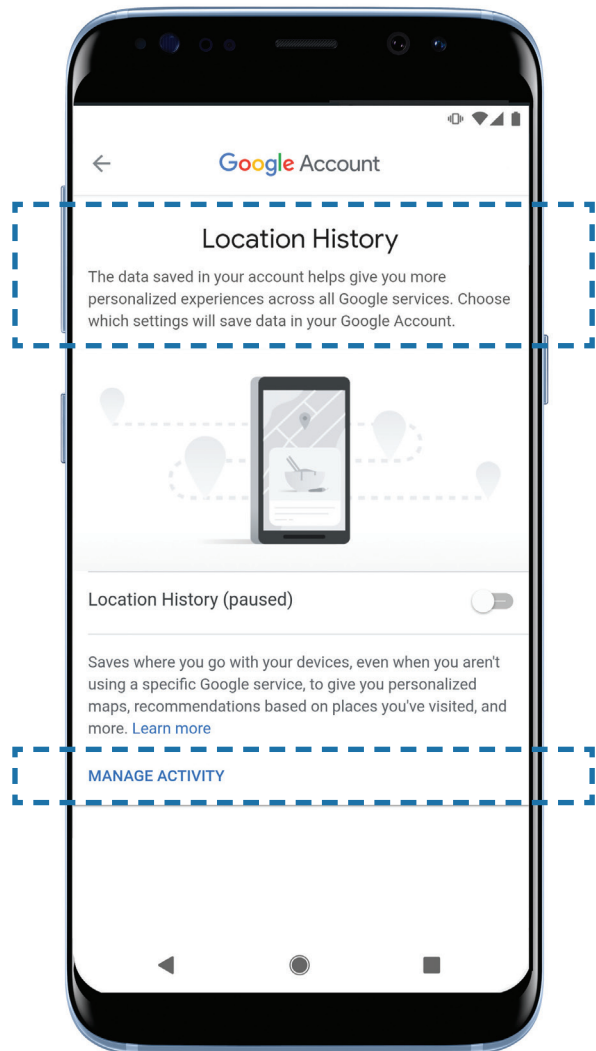 Google Account
Location History
The data saved in your account helps give you more
personalized experiences across all Google services. Choose
which settings will save data in your Google Account.
Location History (paused)
Saves where you go with your devices, even when you aren't
using a specific Google service, to give you personalized
maps, recommendations based on places you've visited, and
more. Learn more
MANAGE ACTIVITY